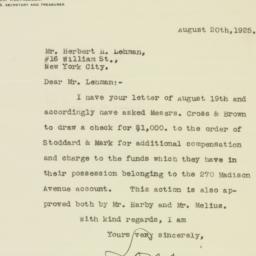 SECRETARY AND TREASURER
August 20th, 1925.
Mr. Herbert H. Lehman,
#16 William St.,
New York City.
Dear Mr. Lehman:-
I have your letter of August 19th and
accordingly have asked Messrs. Cross & Brown
to draw a check for $1,000. to the order of
Stoddard & Mark for additional compensation
and charge to the funds which they have in
their possession belonging to the 270 Madison
Avenue account. This action is also ap-
proved both by Mr. Harby and Mr. Melius.
with kind regards, I am
Yours very sincerely,